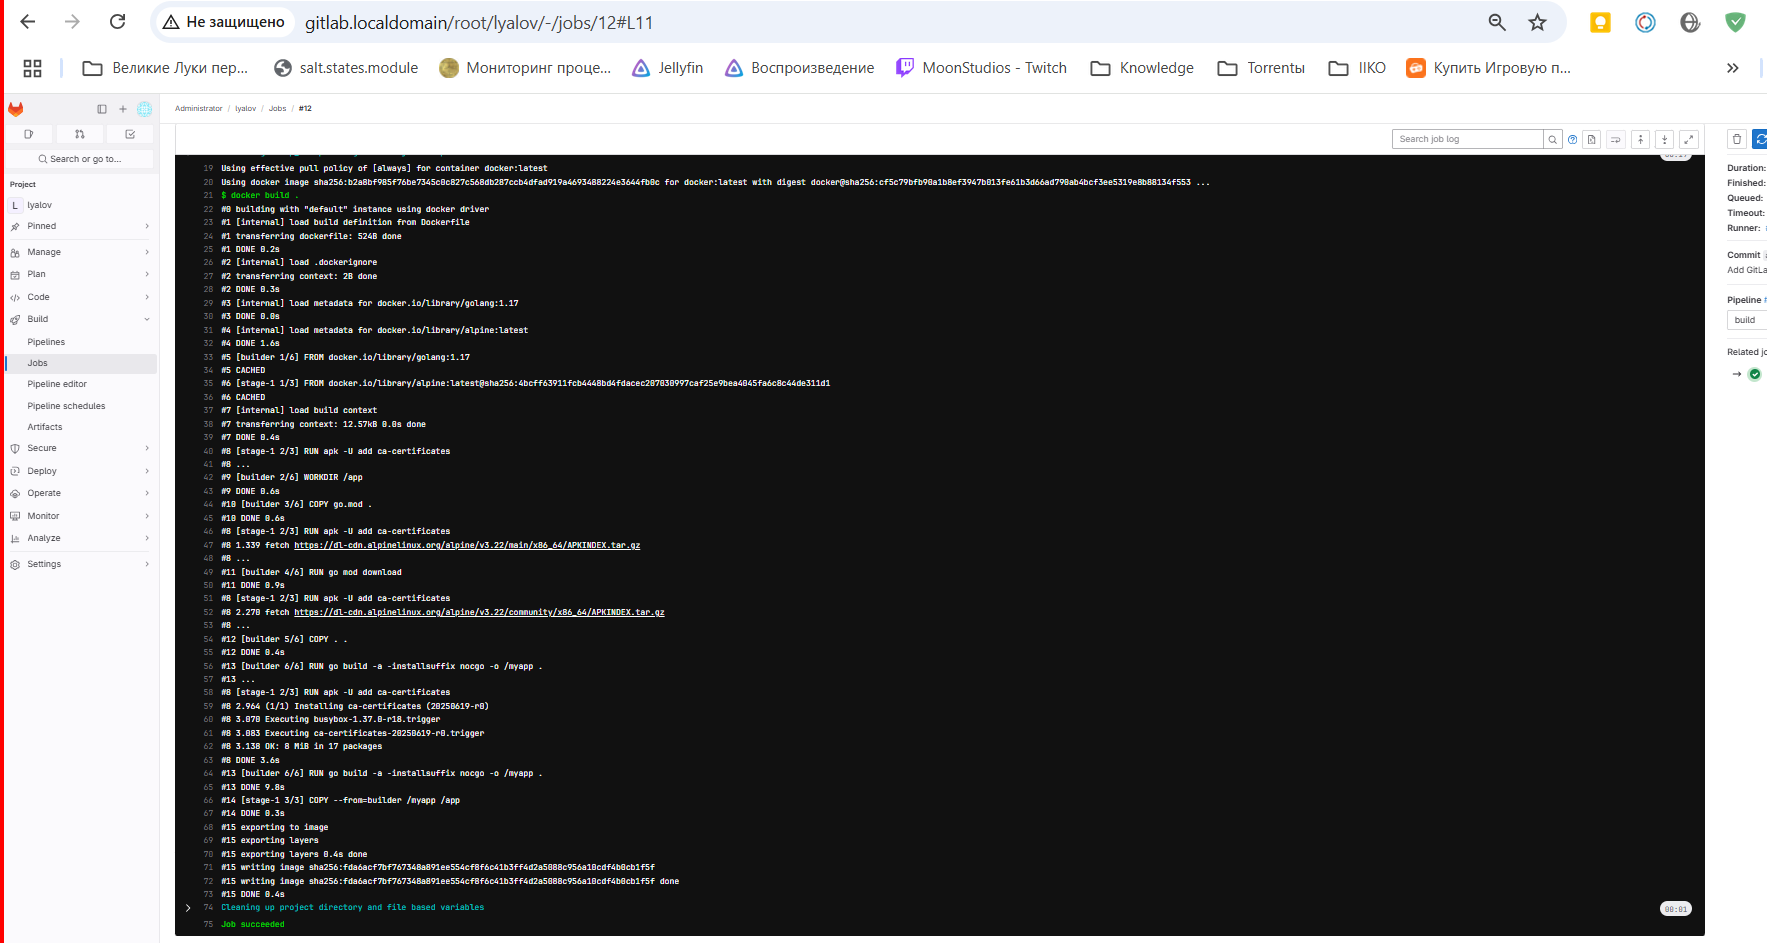 Не защищено
gitlab.localdomain/root/lyalov/-/jobs/12#L11
Великие Луки пер...
salt.states.module
Мониторинг проце...
Jellyfin
Воспроизведение
MoonStudios - Twitch
Knowledge
Torrentы
IIKO
Купить Игровую п...
Administrator / lyalov / Jobs / #12
Search or go to...
Project
L lyalov
Pinned
Manage
Plan
Code
Build
Pipelines
Jobs
Pipeline editor
Pipeline schedules
Artifacts
Secure
Deploy
Operate
Monitor
Analyze
Settings
Search job log
19 Using effective pull policy of [always] for container docker:latest
20 Using docker image sha256:b2a8bf985f76be7345c0c827c568db287ccb4dfad919a4693488224e3644fb0c for docker:latest with digest docker@sha256:cf5c79bfb90a1b8ef3947b013fe61b3d66ad790ab4bcf3ee5319e8b88134f553 ...
21 $ docker build .
22 #0 building with "default" instance using docker driver
23 #1 [internal] load build definition from Dockerfile
24 #1 transferring dockerfile: 524B done
25 #1 DONE 0.2s
26 #2 [internal] load .dockerignore
27 #2 transferring context: 2B done
28 #2 DONE 0.3s
29 #3 [internal] load metadata for docker.io/library/golang:1.17
30 #3 DONE 0.0s
31 #4 [internal] load metadata for docker.io/library/alpine:latest
32 #4 DONE 1.6s
33 #5 [builder 1/6] FROM docker.io/library/golang:1.17
34 #5 CACHED
35 #6 [stage-1 1/3] FROM docker.io/library/alpine:latest@sha256:4bcff63911fcb4448bd4fdacec207030997caf25e9bea4045fa6c8c44de311d1
36 #6 CACHED
37 #7 [internal] load build context
38 #7 transferring context: 12.57kB 0.0s done
39 #7 DONE 0.4s
40 #8 [stage-1 2/3] RUN apk -U add ca-certificates
41 #8 ...
42 #9 [builder 2/6] WORKDIR /app
43 #9 DONE 0.6s
44 #10 [builder 3/6] COPY go.mod .
45 #10 DONE 0.6s
46 #8 [stage-1 2/3] RUN apk -U add ca-certificates
47 #8 1.339 fetch https://dl-cdn.alpinelinux.org/alpine/v3.22/main/x86_64/APKINDEX.tar.gz
48 #8 ...
49 #11 [builder 4/6] RUN go mod download
50 #11 DONE 0.9s
51 #8 [stage-1 2/3] RUN apk -U add ca-certificates
52 #8 2.270 fetch https://dl-cdn.alpinelinux.org/alpine/v3.22/community/x86_64/APKINDEX.tar.gz
53 #8 ...
54 #12 [builder 5/6] COPY . .
55 #12 DONE 0.4s
56 #13 [builder 6/6] RUN go build -a -installsuffix nocgo -o /myapp .
57 #13 ...
58 #8 [stage-1 2/3] RUN apk -U add ca-certificates
59 #8 2.964 (1/1) Installing ca-certificates (20250619-r0)
60 #8 3.070 Executing busybox-1.37.0-r18.trigger
61 #8 3.083 Executing ca-certificates-20250619-r0.trigger
62 #8 3.138 OK: 8 MiB in 17 packages
63 #8 DONE 3.6s
64 #13 [builder 6/6] RUN go build -a -installsuffix nocgo -o /myapp .
65 #13 DONE 9.8s
66 #14 [stage-1 3/3] COPY --from=builder /myapp /app
67 #14 DONE 0.3s
68 #15 exporting to image
69 #15 exporting layers
70 #15 exporting layers 0.4s done
71 #15 writing image sha256:fda6acf7bf767348a891ee554cf8f6c41b3ff4d2a5088c956a10cdf4b0cb1f5f
72 #15 writing image sha256:fda6acf7bf767348a891ee554cf8f6c41b3ff4d2a5088c956a10cdf4b0cb1f5f done
73 #15 DONE 0.4s
74 Cleaning up project directory and file based variables
00:01
75 Job succeeded
Duration:
Finished:
Queued:
Timeout:
Runner:
Commit
Add GitLa
Pipeline #
build
Related jo